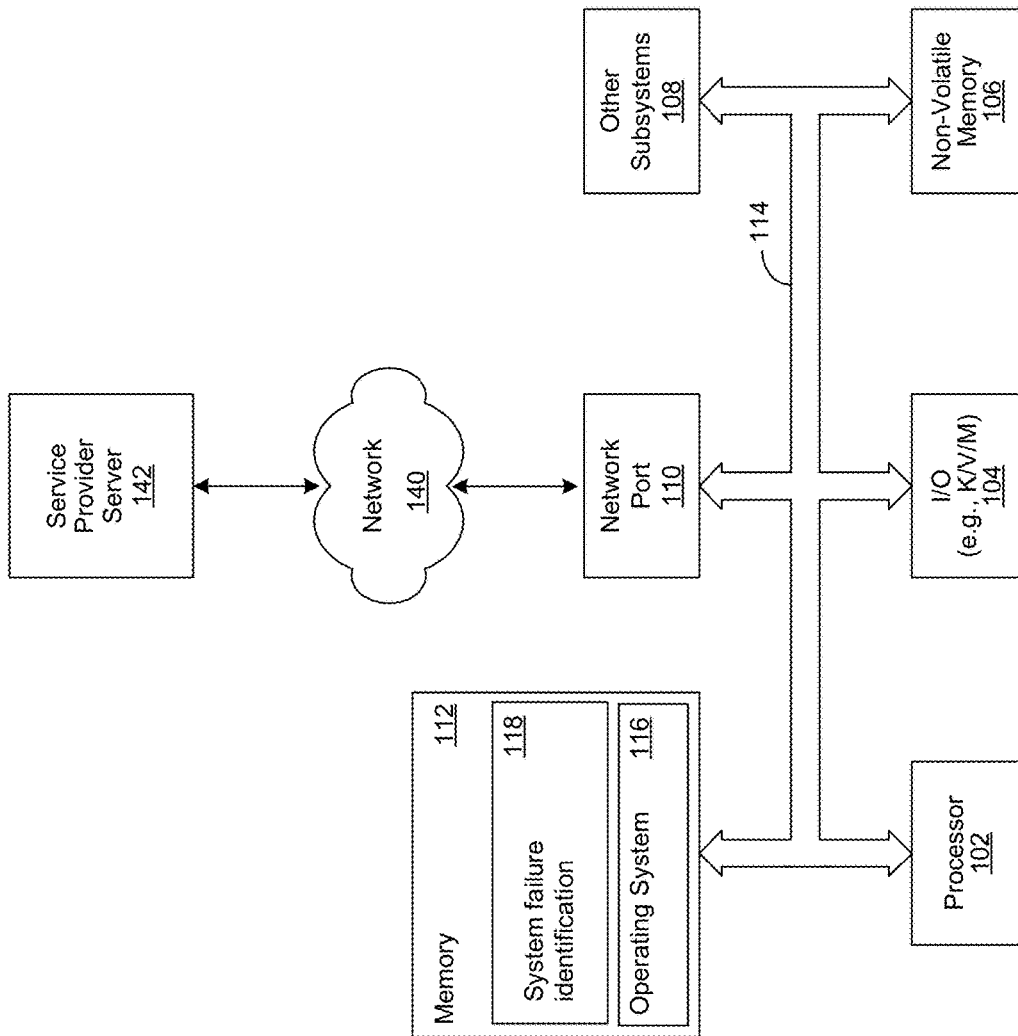 Service
Provider
Server
142
Network
140
Memory
112
System failure
identification
118
Operating System
116
Network
Port
110
Other
Subsystems
108
114
Processor
102
I/O
(e.g., K/V/M)
104
Non-Volatile
Memory
106